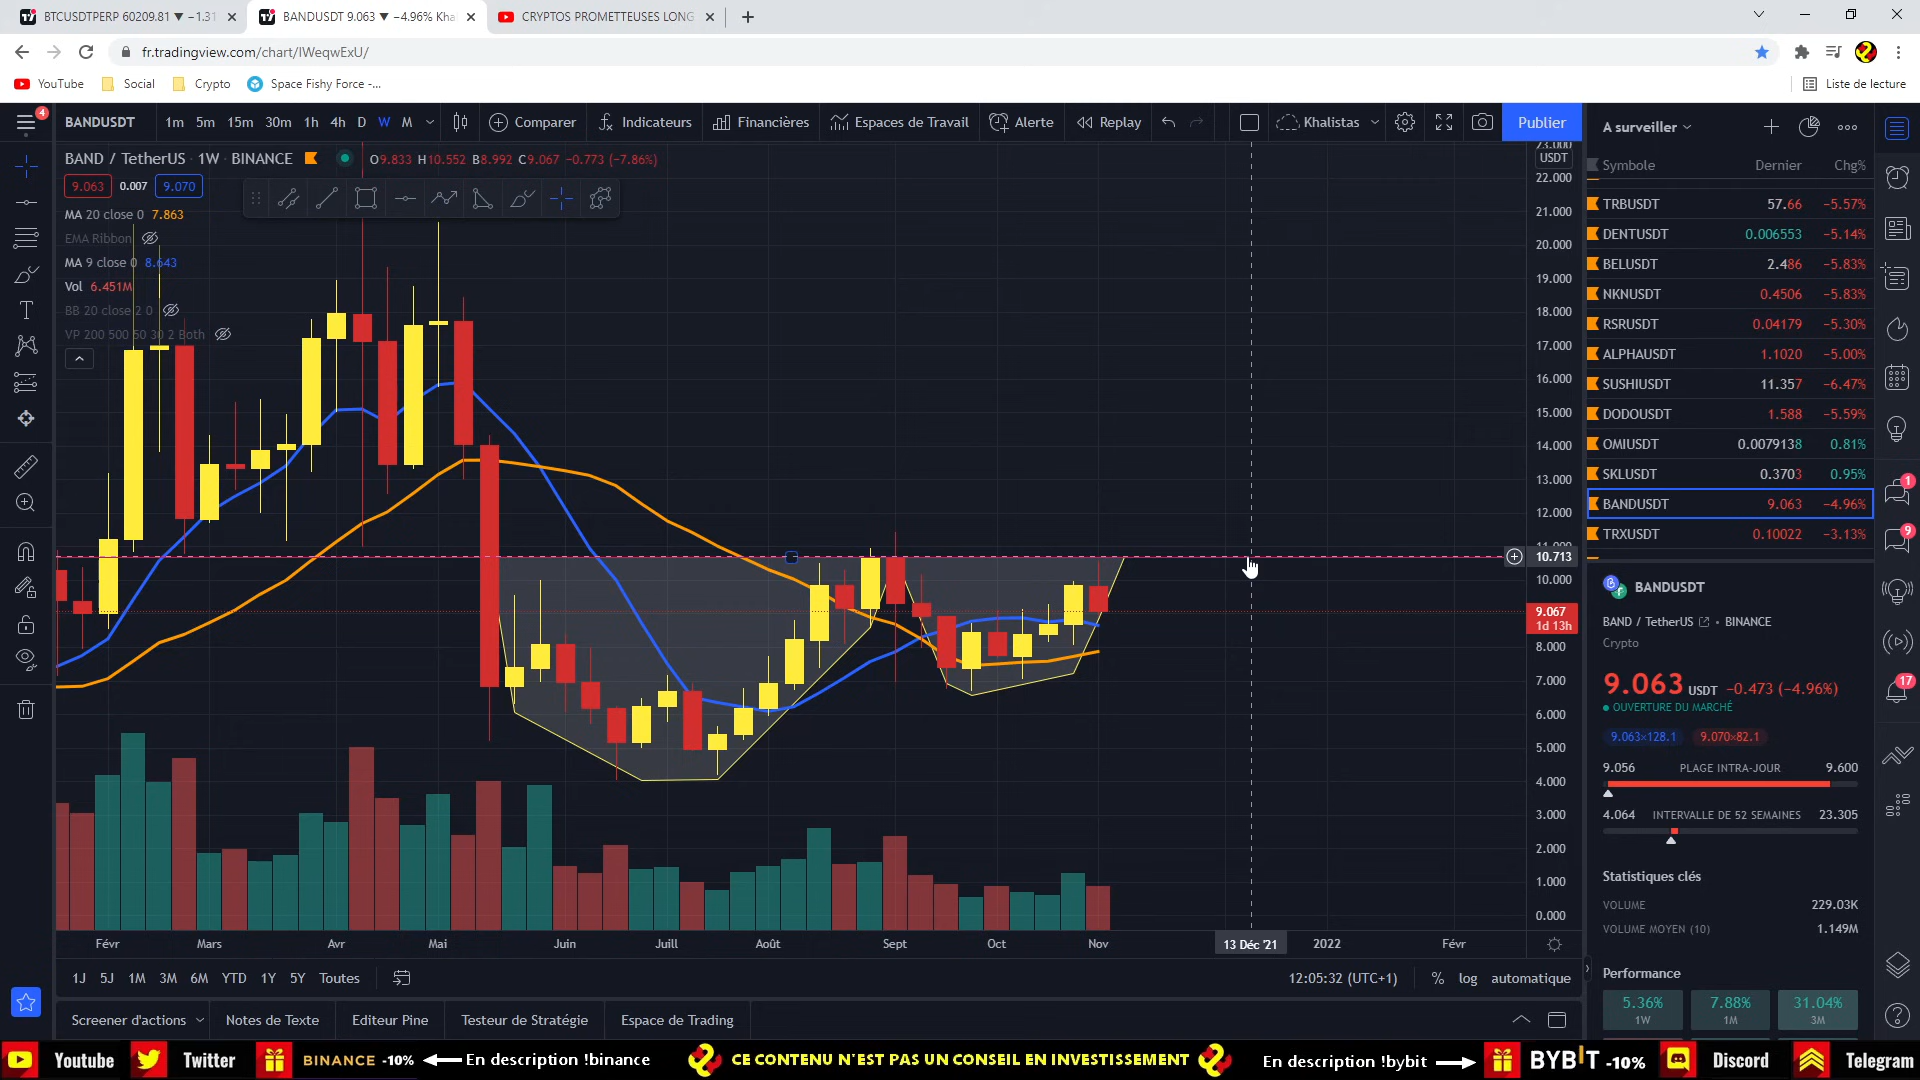 BTCUSDTPERP 60209.81 ▼ −1.31
BANDUSDT 9.063 ▼ −4.96% Kha
CRYPTOS PROMETTEUSES LONG
fr.tradingview.com/chart/IWeqwExU/
YouTube
Social
Crypto
Space Fishy Force -...
Liste de lecture
4
BANDUSDT
1m 5m 15m 30m 1h 4h D W M
Comparer
Indicateurs
Financières
Espaces de Travail
Alerte
Replay
Khalistas
Publier
BAND / TetherUS · 1W · BINANCE
O9.833 H10.552 B8.992 C9.067 −0.773 (−7.86%)
9.063 0.007 9.070
MA 20 close 0 7.863
EMA Ribbon
MA 9 close 0 8.643
Vol 6.451M
BB 20 close 2 0
VP 200 500 50 30 2 Both
23.000
USDT
22.000
21.000
20.000
19.000
18.000
17.000
16.000
15.000
14.000
13.000
12.000
11.000
10.713
10.000
9.067
1d 13h
8.000
7.000
6.000
5.000
4.000
3.000
2.000
1.000
0.000
Févr Mars Avr Mai Juin Juill Août Sept Oct Nov 13 Déc '21 2022 Févr
1J 5J 1M 3M 6M YTD 1Y 5Y Toutes
12:05:32 (UTC+1) % log automatique
Screener d'actions
Notes de Texte
Editeur Pine
Testeur de Stratégie
Espace de Trading
A surveiller
Symbole Dernier Chg%
TRBUSDT 57.66 −5.57%
DENTUSDT 0.006553 −5.14%
BELUSDT 2.486 −5.83%
NKNUSDT 0.4506 −5.83%
RSRUSDT 0.04179 −5.30%
ALPHAUSDT 1.1020 −5.00%
SUSHIUSDT 11.357 −6.47%
DODOUSDT 1.588 −5.59%
OMIUSDT 0.0079138 0.81%
SKLUSDT 0.3703 0.95%
BANDUSDT 9.063 −4.96%
TRXUSDT 0.10022 −3.13%
BANDUSDT
BAND / TetherUS • BINANCE
Crypto
9.063 USDT −0.473 (−4.96%)
OUVERTURE DU MARCHÉ
9.063×128.1 9.070×82.1
9.056 PLAGE INTRA-JOUR 9.600
4.064 INTERVALLE DE 52 SEMAINES 23.305
Statistiques clés
VOLUME 229.03K
VOLUME MOYEN (10) 1.149M
Performance
5.36% 7.88% 31.04%
1W 1M 3M
1
9
17
Youtube
Twitter
BINANCE -10%
En description !binance
CE CONTENU N'EST PAS UN CONSEIL EN INVESTISSEMENT
En description !bybit
BYBIT -10%
Discord
Telegram